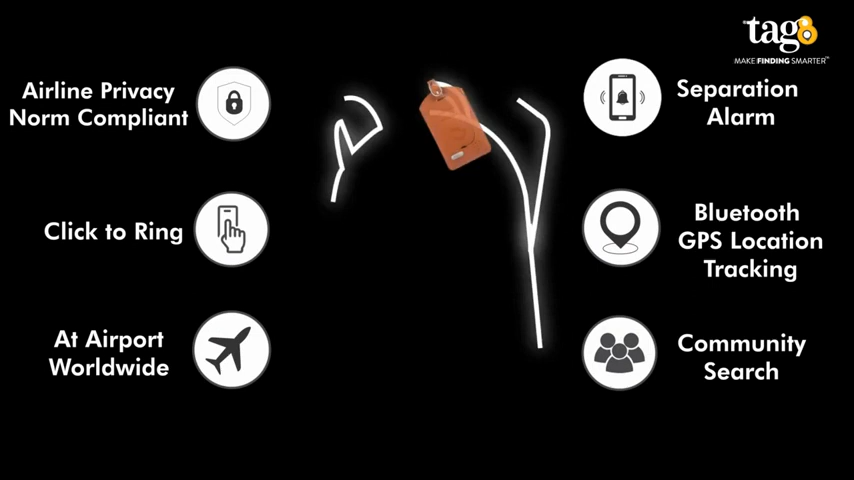 tag8
MAKE FINDING SMARTER™
Airline Privacy
Norm Compliant
Separation
Alarm
Click to Ring
Bluetooth
GPS Location
Tracking
At Airport
Worldwide
Community
Search